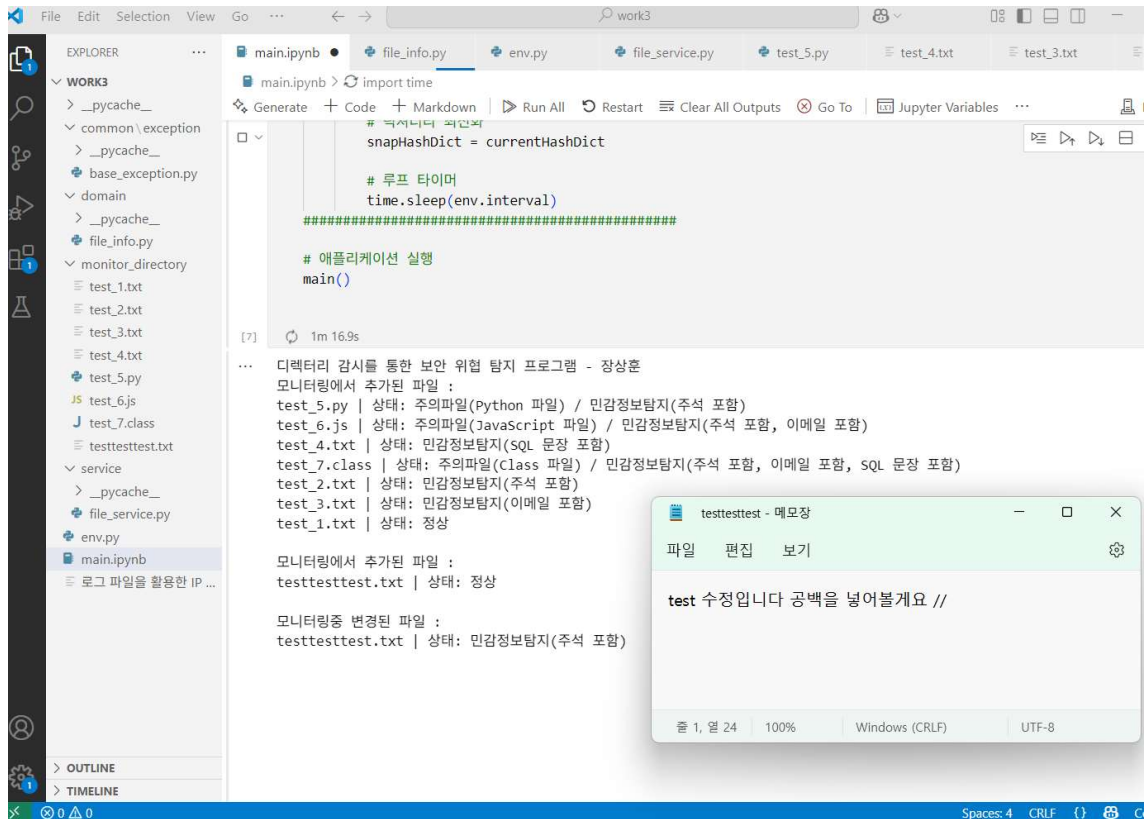 File Edit Selection View Go ··· work3
EXPLORER ···
WORK3
__pycache__
common\exception
__pycache__
base_exception.py
domain
__pycache__
file_info.py
monitor_directory
test_1.txt
test_2.txt
test_3.txt
test_4.txt
test_5.py
JS test_6.js
J test_7.class
testtesttest.txt
service
__pycache__
file_service.py
env.py
main.ipynb
로그 파일을 활용한 IP ...
OUTLINE
TIMELINE
main.ipynb file_info.py env.py file_service.py test_5.py test_4.txt test_3.txt
main.ipynb > import time
Generate + Code + Markdown Run All Restart Clear All Outputs Go To Jupyter Variables ···
snapHashDict = currentHashDict
# 루프 타이머
time.sleep(env.interval)
###############################################
# 애플리케이션 실행
main()
[7] 1m 16.9s
... 디렉터리 감시를 통한 보안 위협 탐지 프로그램 - 장상훈
모니터링에서 추가된 파일 :
test_5.py | 상태: 주의파일(Python 파일) / 민감정보탐지(주석 포함)
test_6.js | 상태: 주의파일(JavaScript 파일) / 민감정보탐지(주석 포함, 이메일 포함)
test_4.txt | 상태: 민감정보탐지(SQL 문장 포함)
test_7.class | 상태: 주의파일(Class 파일) / 민감정보탐지(주석 포함, 이메일 포함, SQL 문장 포함)
test_2.txt | 상태: 민감정보탐지(주석 포함)
test_3.txt | 상태: 민감정보탐지(이메일 포함)
test_1.txt | 상태: 정상
모니터링에서 추가된 파일 :
testtesttest.txt | 상태: 정상
모니터링중 변경된 파일 :
testtesttest.txt | 상태: 민감정보탐지(주석 포함)
testtesttest - 메모장
파일 편집 보기
test 수정입니다 공백을 넣어볼게요 //
줄 1, 열 24 100% Windows (CRLF) UTF-8
0 0 Spaces: 4 CRLF {}